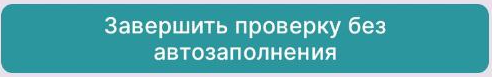 Завершить проверку без
автозаполнения